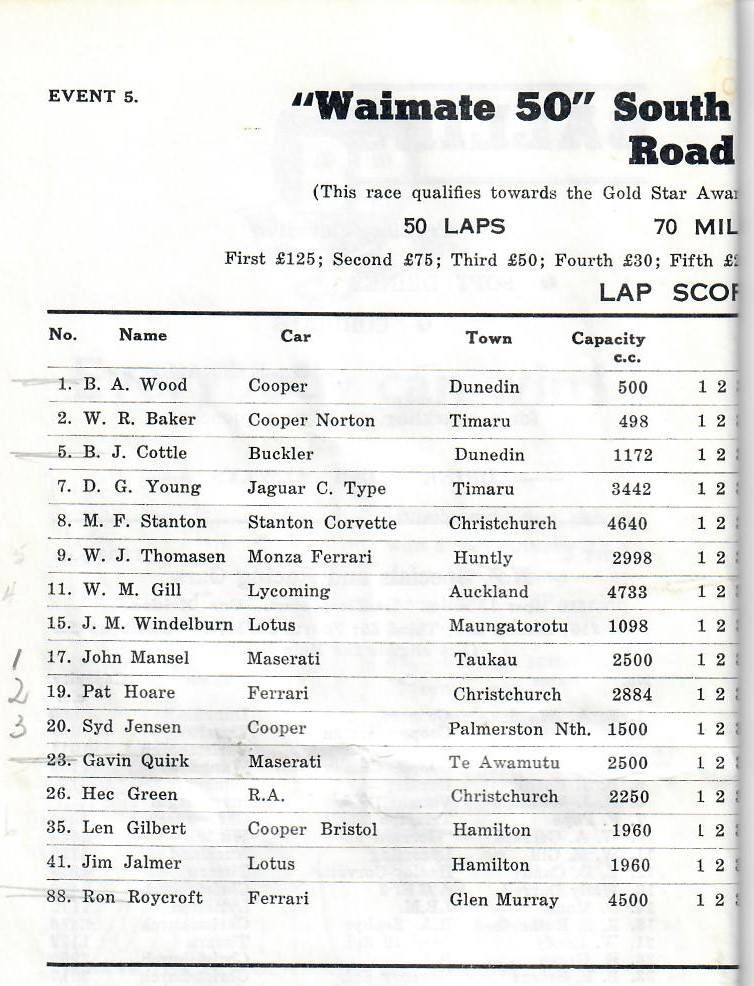 EVENT 5.
"Waimate 50" South
Road
(This race qualifies towards the Gold Star
50 LAPS 70
First £125; Second £75; Third £50; Fourth £30; Fifth
LAP
No. Name Car Town Capacity
c.c.
1. B. A. Wood Cooper Dunedin 500 1 2
2. W. R. Baker Cooper Norton Timaru 498 1 2
5. B. J. Cottle Buckler Dunedin 1172 1 2
7. D. G. Young Jaguar C. Type Timaru 3442 1 2
8. M. F. Stanton Stanton Corvette Christchurch 4640 1 2
5
9. W. J. Thomasen Monza Ferrari Huntly 2998 1 2
4 11. W. M. Gill Lycoming Auckland 4733 1 2
15. J. M. Windelburn Lotus Maungatorotu 1098 1 2
1 17. John Mansel Maserati Taukau 2500 1 2
2 19. Pat Hoare Ferrari Christchurch 2884 1 2
3 20. Syd Jensen Cooper Palmerston Nth. 1500 1 2
23. Gavin Quirk Maserati Te Awamutu 2500 1 2
26. Hec Green R.A. Christchurch 2250 1 2
35. Len Gilbert Cooper Bristol Hamilton 1960 1 2
41. Jim Jalmer Lotus Hamilton 1960 1 2
88. Ron Roycroft Ferrari Glen Murray 4500 1 2